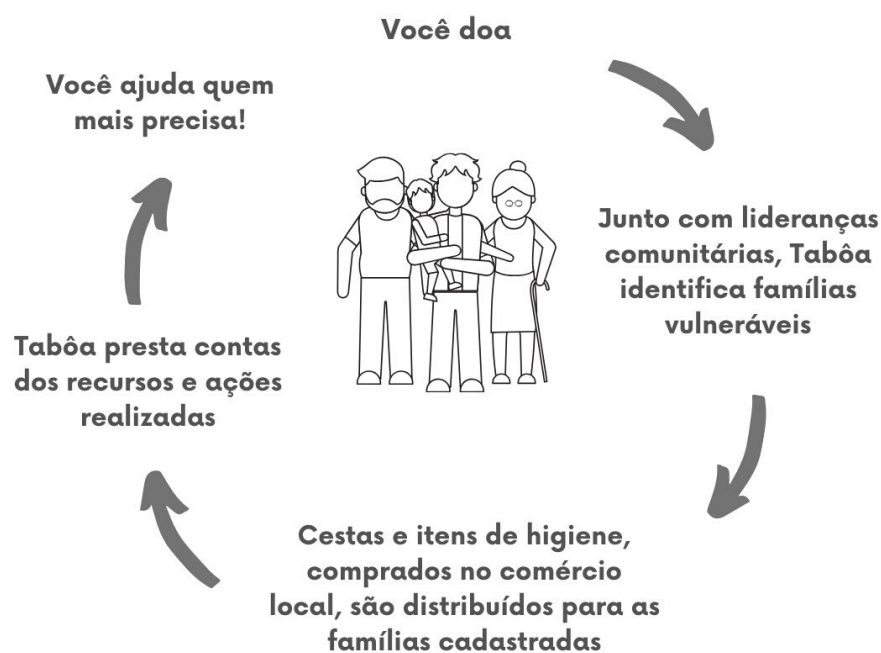 Você doa
Junto com lideranças
comunitárias, Tabôa
identifica famílias
vulneráveis
Cestas e itens de higiene,
comprados no comércio
local, são distribuídos para as
famílias cadastradas
Tabôa presta contas
dos recursos e ações
realizadas
Você ajuda quem
mais precisa!